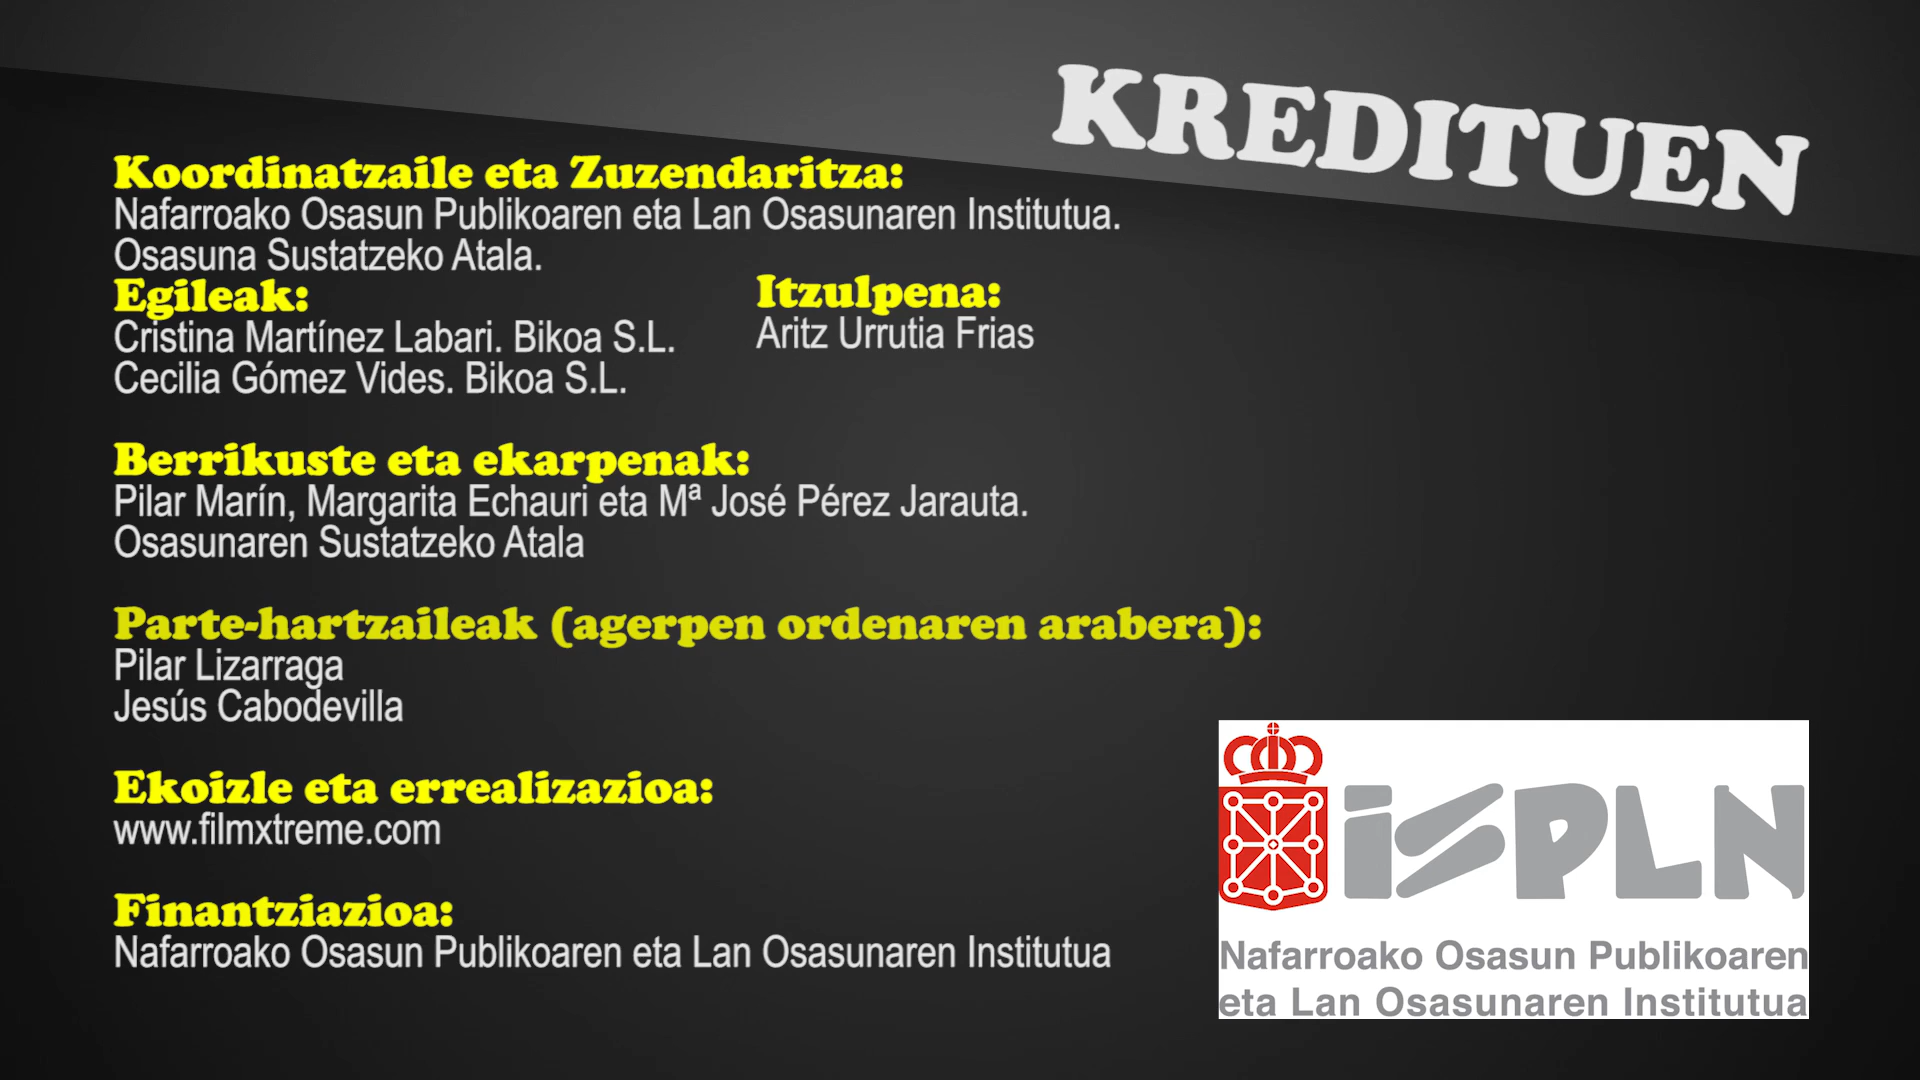 KREDITUEN
Koordinatzaile eta Zuzendaritza:
Nafarroako Osasun Publikoaren eta Lan Osasunaren Institutua.
Osasuna Sustatzeko Atala.
Egileak:
Cristina Martínez Labari. Bikoa S.L.
Cecilia Gómez Vides. Bikoa S.L.
Itzulpena:
Aritz Urrutia Frias
Berrikuste eta ekarpenak:
Pilar Marín, Margarita Echauri eta Mª José Pérez Jarauta.
Osasunaren Sustatzeko Atala
Parte-hartzaileak (agerpen ordenaren arabera):
Pilar Lizarraga
Jesús Cabodevilla
Ekoizle eta errealizazioa:
www.filmxtreme.com
Finantziazioa:
Nafarroako Osasun Publikoaren eta Lan Osasunaren Institutua
iSPLN
Nafarroako Osasun Publikoaren
eta Lan Osasunaren Institutua